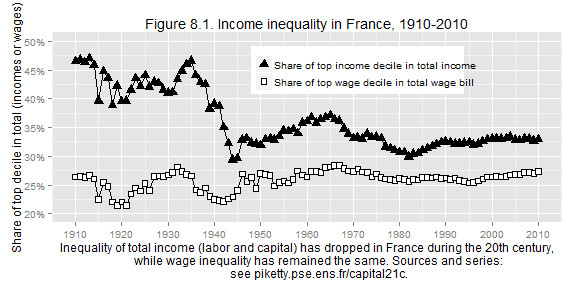 Figure 8.1. Income inequality in France, 1910-2010
Share of top decile in total (incomes or wages)
50%
45%
40%
35%
30%
25%
20%
Share of top income decile in total income
Share of top wage decile in total wage bill
1910 1920 1930 1940 1950 1960 1970 1980 1990 2000 2010
Inequality of total income (labor and capital) has dropped in France during the 20th century,
while wage inequality has remained the same. Sources and series:
see piketty.pse.ens.fr/capital21c.